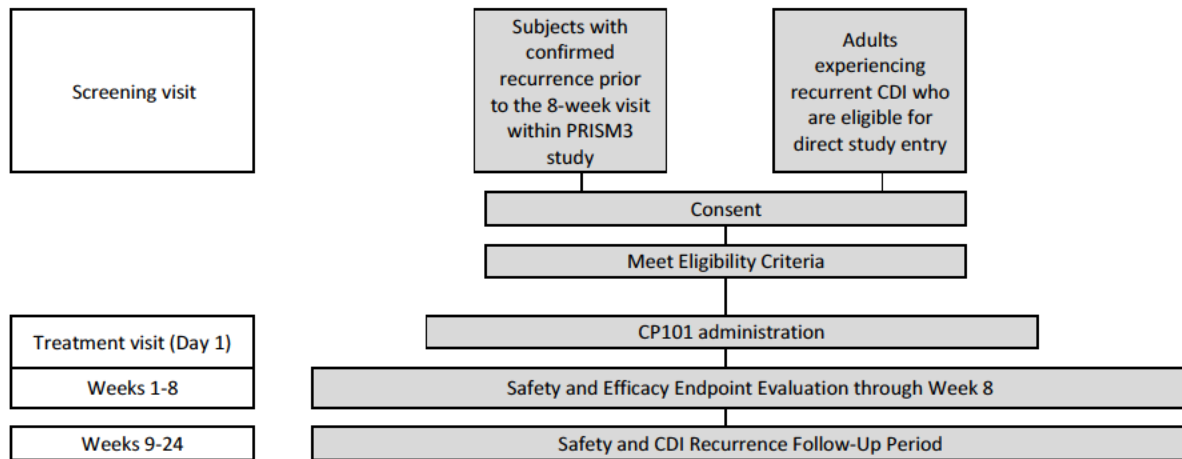 Screening visit
Subjects with
confirmed
recurrence prior
to the 8-week visit
within PRISM3
study
Adults
experiencing
recurrent CDI who
are eligible for
direct study entry
Consent
Meet Eligibility Criteria
Treatment visit (Day 1)
CP101 administration
Weeks 1-8
Safety and Efficacy Endpoint Evaluation through Week 8
Weeks 9-24
Safety and CDI Recurrence Follow-Up Period